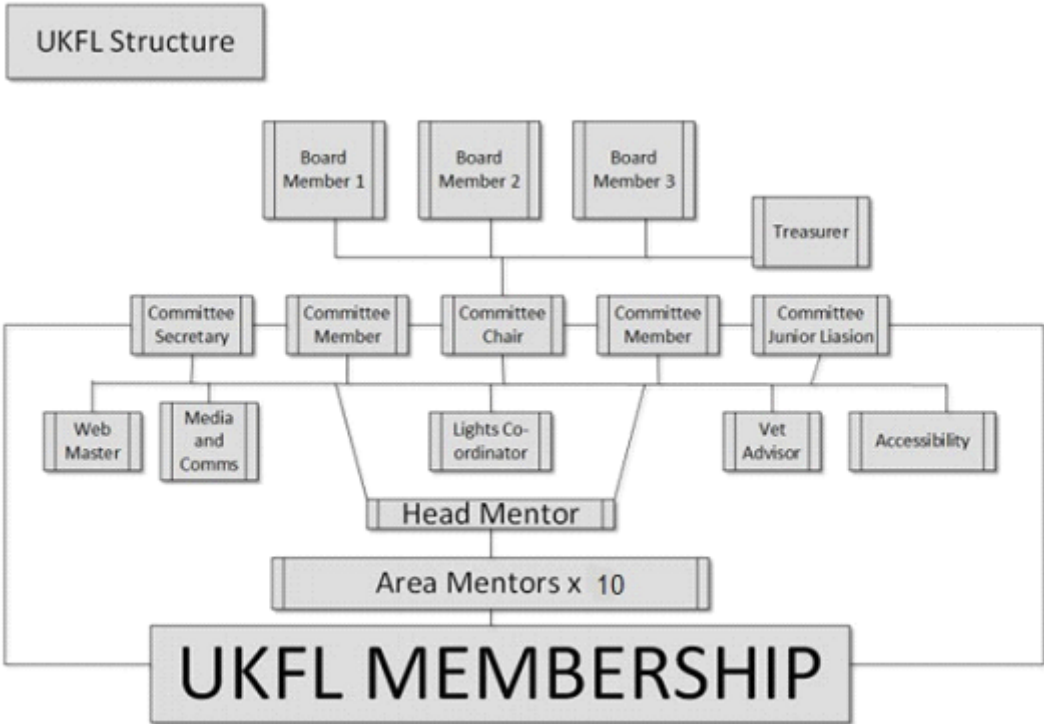 UKFL Structure
Board
Member 1
Board
Member 2
Board
Member 3
Treasurer
Committee
Secretary
Committee
Member
Committee
Chair
Committee
Member
Committee
Junior Liasion
Web
Master
Media
and
Comms
Lights Co-
ordinator
Vet
Advisor
Accessibility
Head Mentor
Area Mentors x 10
UKFL MEMBERSHIP